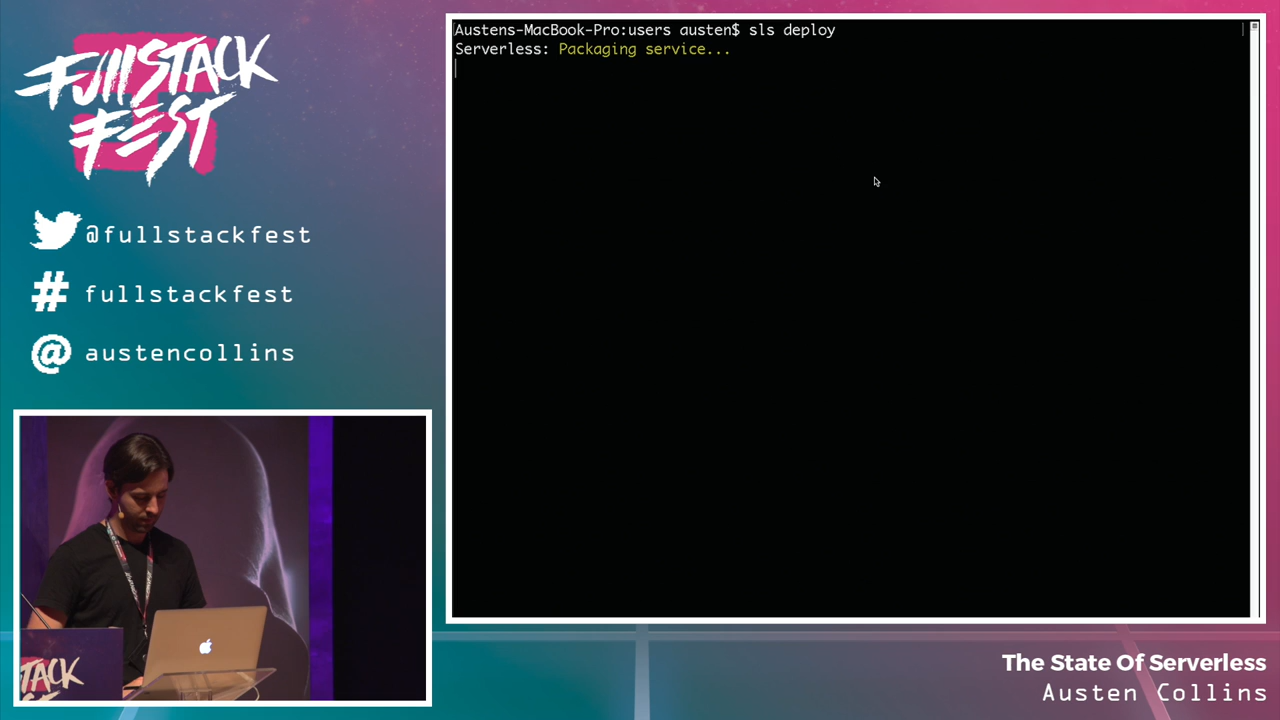 FullSTACK
FEST
@fullstackfest
# fullstackfest
@ austencollins
Austens-MacBook-Pro:users austen$ sls deploy
Serverless: Packaging service...
TACK
The State Of Serverless
Austen Collins